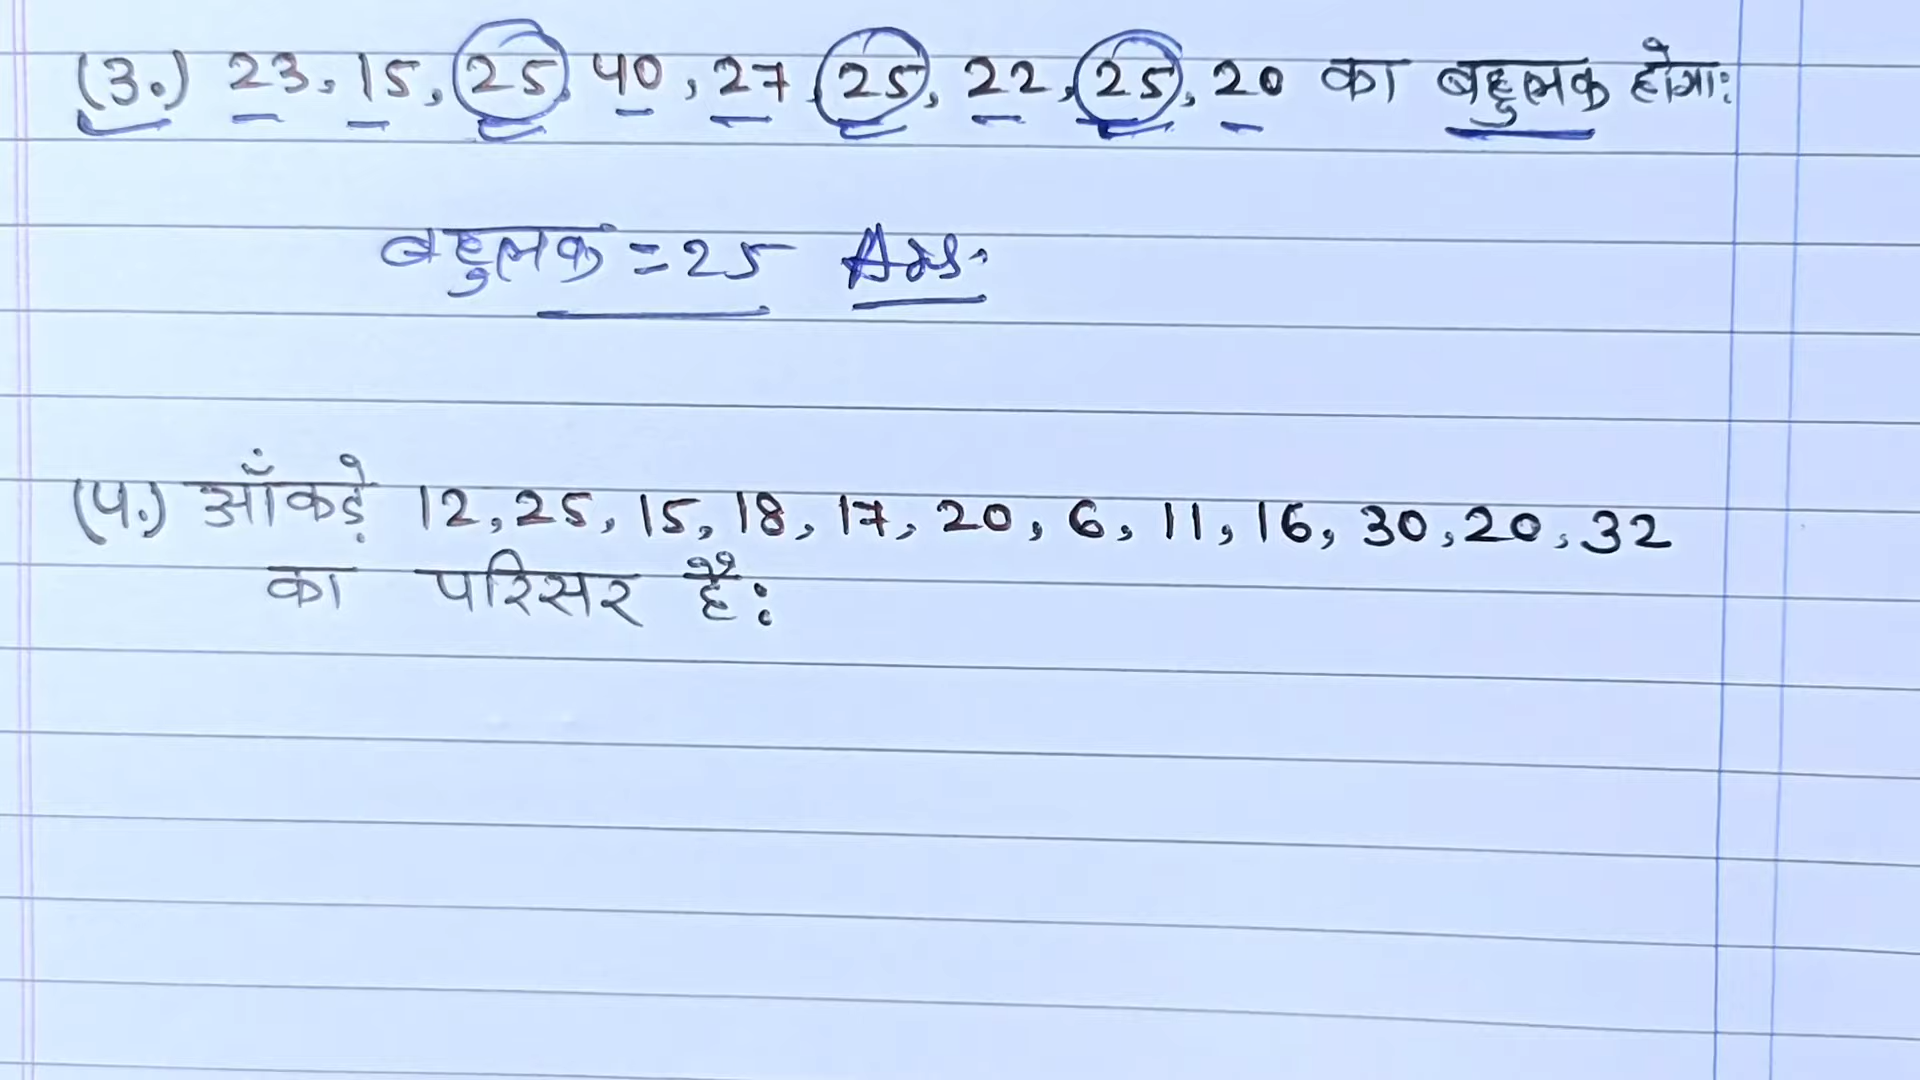 (3.) 23, 15, 25, 40, 27, 25, 22, 25, 20 का बहुलक होगा:
बहुलक = 25 Ans.
(4.) आँकड़े 12, 25, 15, 18, 17, 20, 6, 11, 16, 30, 20, 32
का परिसर है: